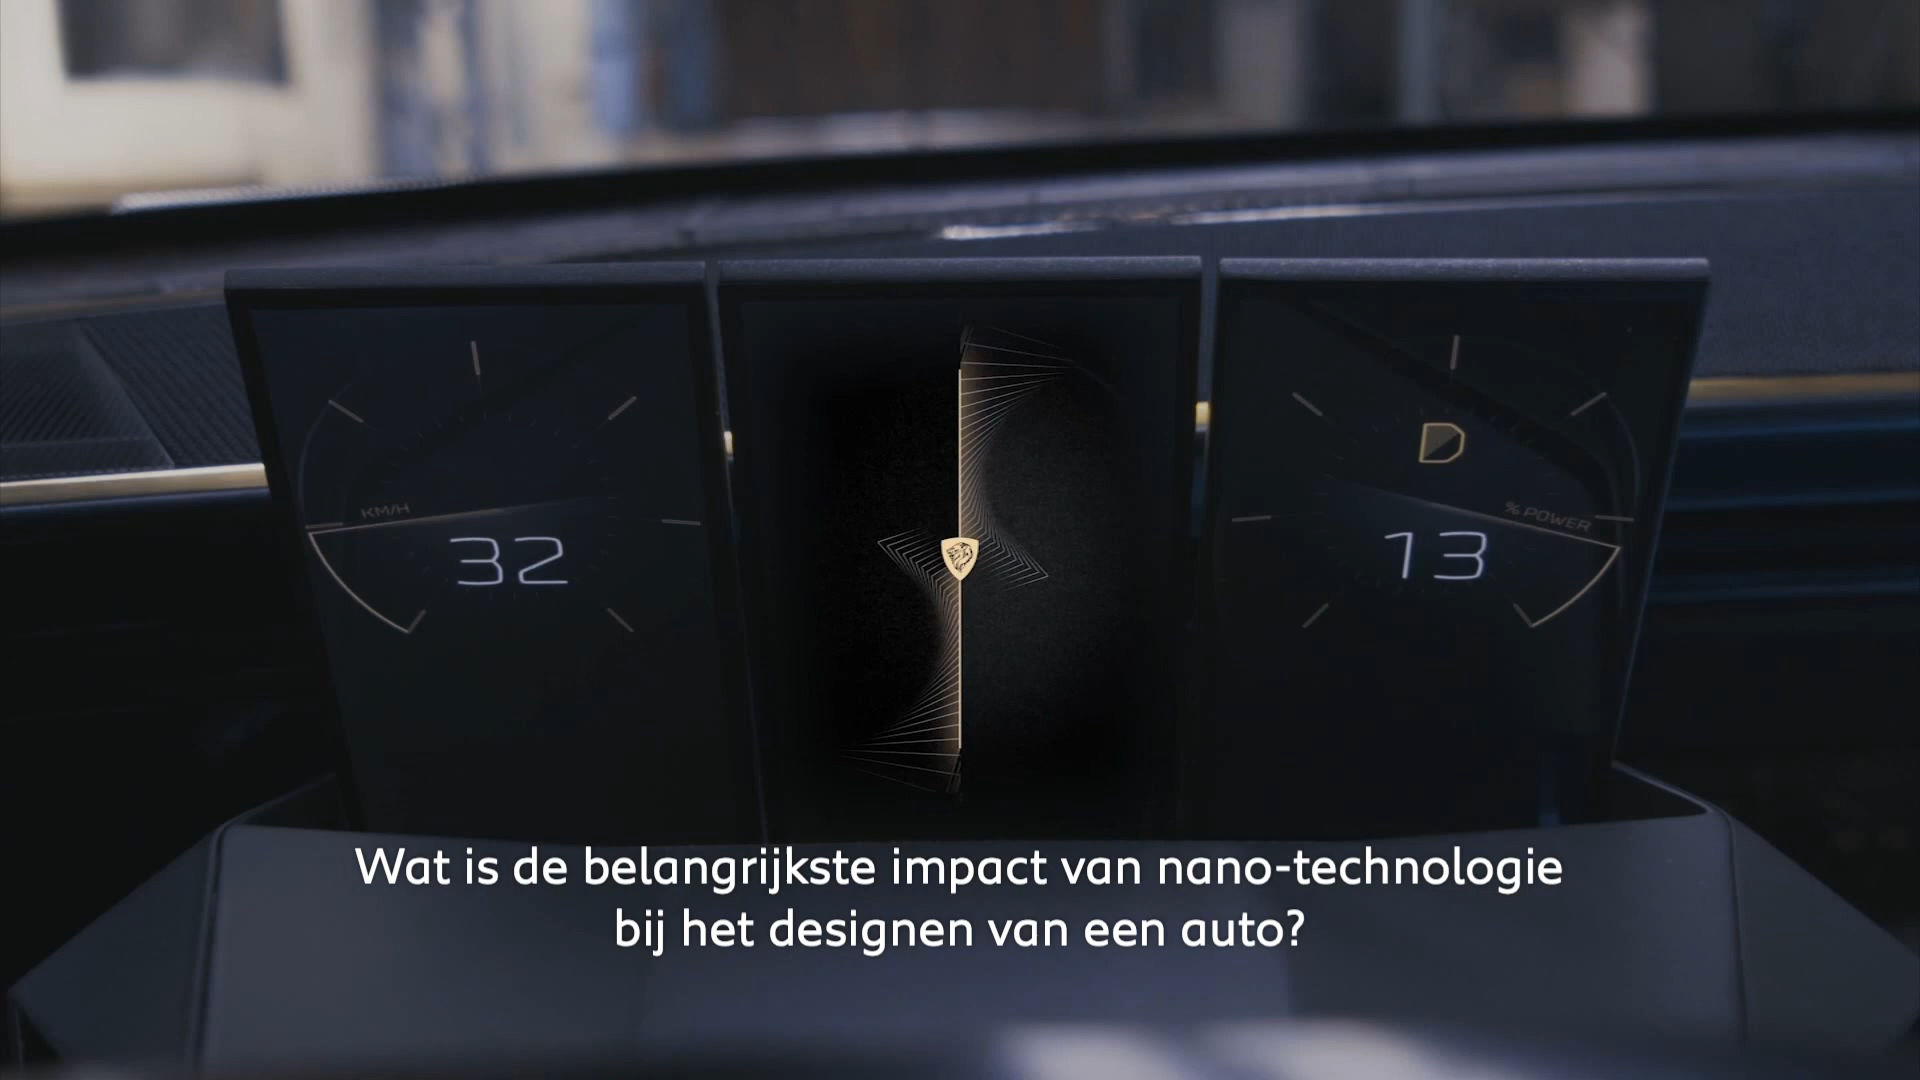 KM/H
32
D
% POWER
13
Wat is de belangrijkste impact van nano-technologie
bij het designen van een auto?